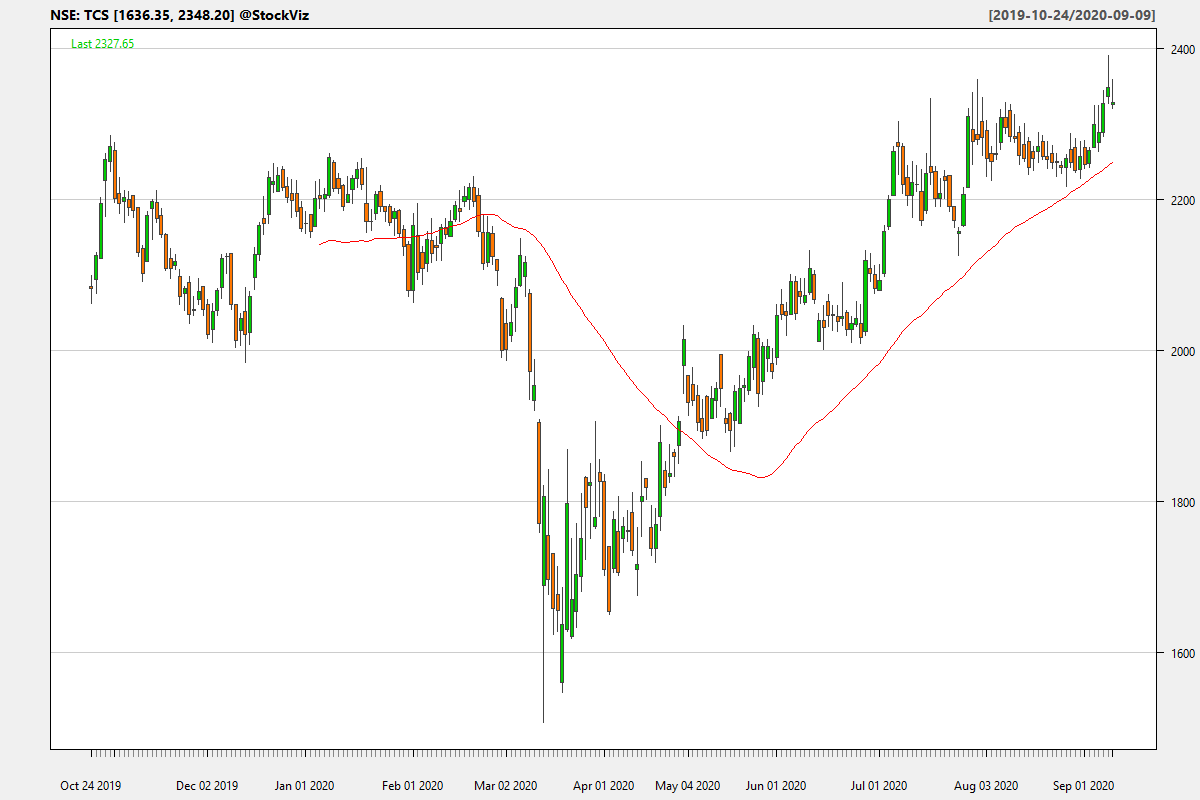 NSE: TCS [1636.35, 2348.20] @StockViz [2019-10-24/2020-09-09]
Last 2327.65
2400
2200
2000
1800
1600
Oct 24 2019 Dec 02 2019 Jan 01 2020 Feb 01 2020 Mar 02 2020 Apr 01 2020 May 04 2020 Jun 01 2020 Jul 01 2020 Aug 03 2020 Sep 01 2020